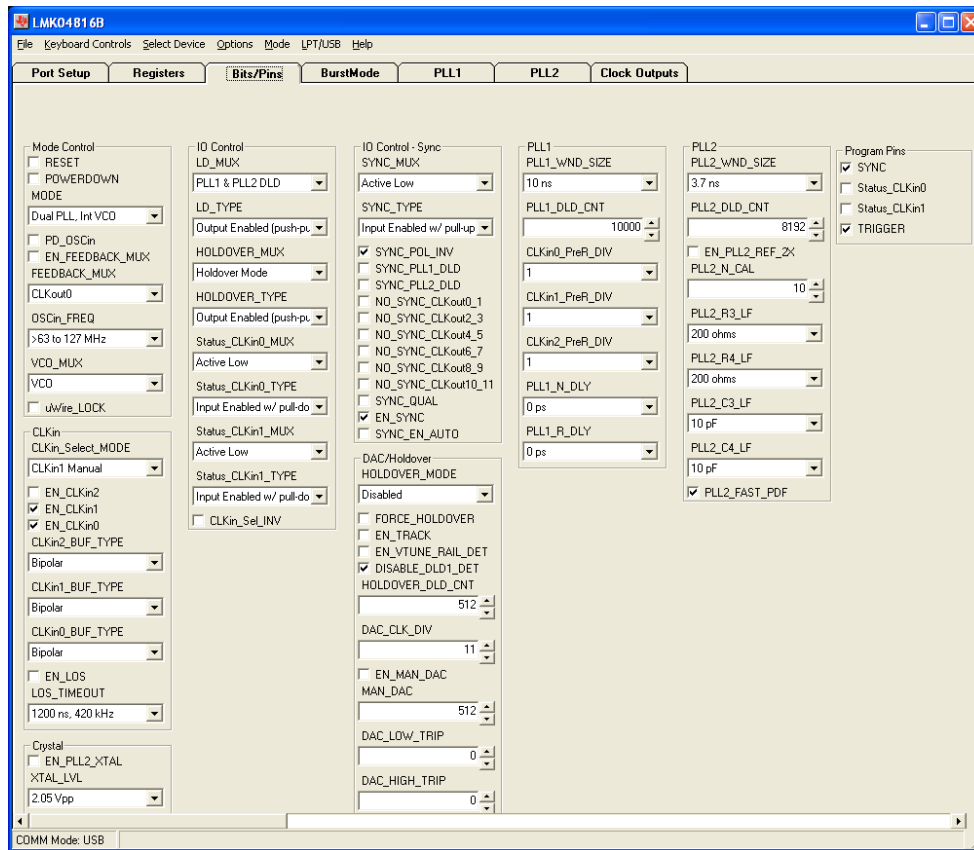 LMK04816B
File Keyboard Controls Select Device Options Mode LPT/USB Help
Port Setup Registers Bits/Pins BurstMode PLL1 PLL2 Clock Outputs
Mode Control
RESET
POWERDOWN
MODE
Dual PLL, Int VCO
PD_OSCin
EN_FEEDBACK_MUX
FEEDBACK_MUX
CLKout0
OSCin_FREQ
>63 to 127 MHz
VCO_MUX
VCO
uWire_LOCK
CLKin
CLKin_Select_MODE
CLKin1 Manual
EN_CLKin2
EN_CLKin1
EN_CLKin0
CLKin2_BUF_TYPE
Bipolar
CLKin1_BUF_TYPE
Bipolar
CLKin0_BUF_TYPE
Bipolar
EN_LOS
LOS_TIMEOUT
1200 ns, 420 kHz
Crystal
EN_PLL2_XTAL
XTAL_LVL
2.05 Vpp
IO Control
LD_MUX
PLL1 & PLL2 DLD
LD_TYPE
Output Enabled (push-pu
HOLDOVER_MUX
Holdover Mode
HOLDOVER_TYPE
Output Enabled (push-pu
Status_CLKin0_MUX
Active Low
Status_CLKin0_TYPE
Input Enabled w/ pull-do
Status_CLKin1_MUX
Active Low
Status_CLKin1_TYPE
Input Enabled w/ pull-do
CLKin_Sel_INV
IO Control - Sync
SYNC_MUX
Active Low
SYNC_TYPE
Input Enabled w/ pull-up
SYNC_POL_INV
SYNC_PLL1_DLD
SYNC_PLL2_DLD
NO_SYNC_CLKout0_1
NO_SYNC_CLKout2_3
NO_SYNC_CLKout4_5
NO_SYNC_CLKout6_7
NO_SYNC_CLKout8_9
NO_SYNC_CLKout10_11
SYNC_QUAL
EN_SYNC
SYNC_EN_AUTO
DAC/Holdover
HOLDOVER_MODE
Disabled
FORCE_HOLDOVER
EN_TRACK
EN_VTUNE_RAIL_DET
DISABLE_DLD1_DET
HOLDOVER_DLD_CNT
512
DAC_CLK_DIV
11
EN_MAN_DAC
MAN_DAC
512
DAC_LOW_TRIP
0
DAC_HIGH_TRIP
0
PLL1
PLL1_WND_SIZE
10 ns
PLL1_DLD_CNT
10000
CLKin0_PreR_DIV
1
CLKin1_PreR_DIV
1
CLKin2_PreR_DIV
1
PLL1_N_DLY
0 ps
PLL1_R_DLY
0 ps
PLL2
PLL2_WND_SIZE
3.7 ns
PLL2_DLD_CNT
8192
EN_PLL2_REF_2X
PLL2_N_CAL
10
PLL2_R3_LF
200 ohms
PLL2_R4_LF
200 ohms
PLL2_C3_LF
10 pF
PLL2_C4_LF
10 pF
PLL2_FAST_PDF
Program Pins
SYNC
Status_CLKin0
Status_CLKin1
TRIGGER
COMM Mode: USB